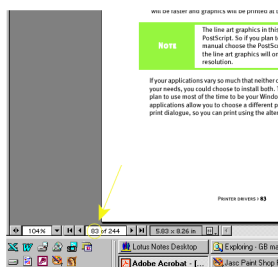 will be faster and graphics will be printed at
NOTE
The line art graphics in this
PostScript. So if you plan to
manual choose the PostSc
the line art graphics will on
resolution.
If your applications vary so much that neither
your needs, you could choose to install both.
plan to use most of the time to be your Window
applications allow you to choose a different p
print dialogue, so you can print using the alter
PRINTER DRIVERS › 83
104%
83 of 244
5.83 x 8.26 in
Lotus Notes Desktop
Exploring - GB ma
Adobe Acrobat - [...
Jasc Paint Shop